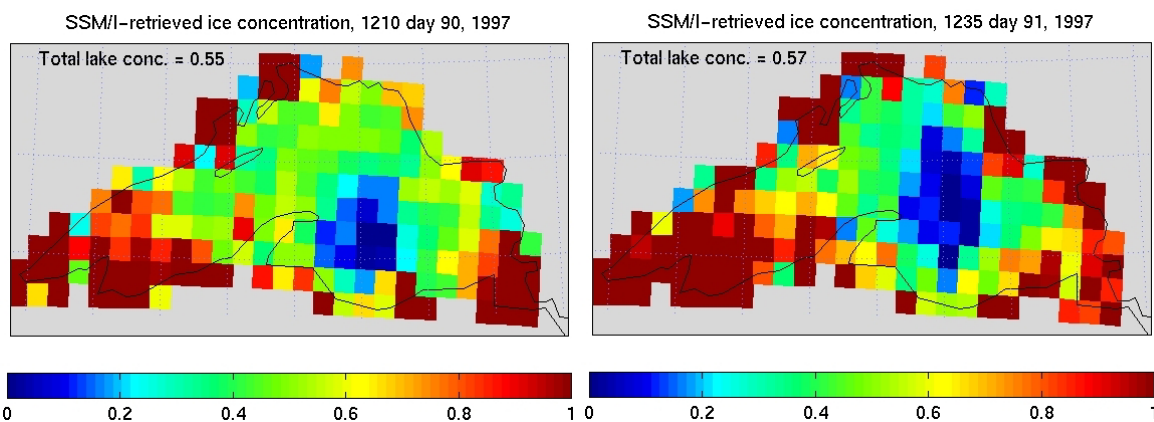 SSM/I-retrieved ice concentration, 1210 day 90, 1997
Total lake conc. = 0.55
0 0.2 0.4 0.6 0.8 1
SSM/I-retrieved ice concentration, 1235 day 91, 1997
Total lake conc. = 0.57
0 0.2 0.4 0.6 0.8 1